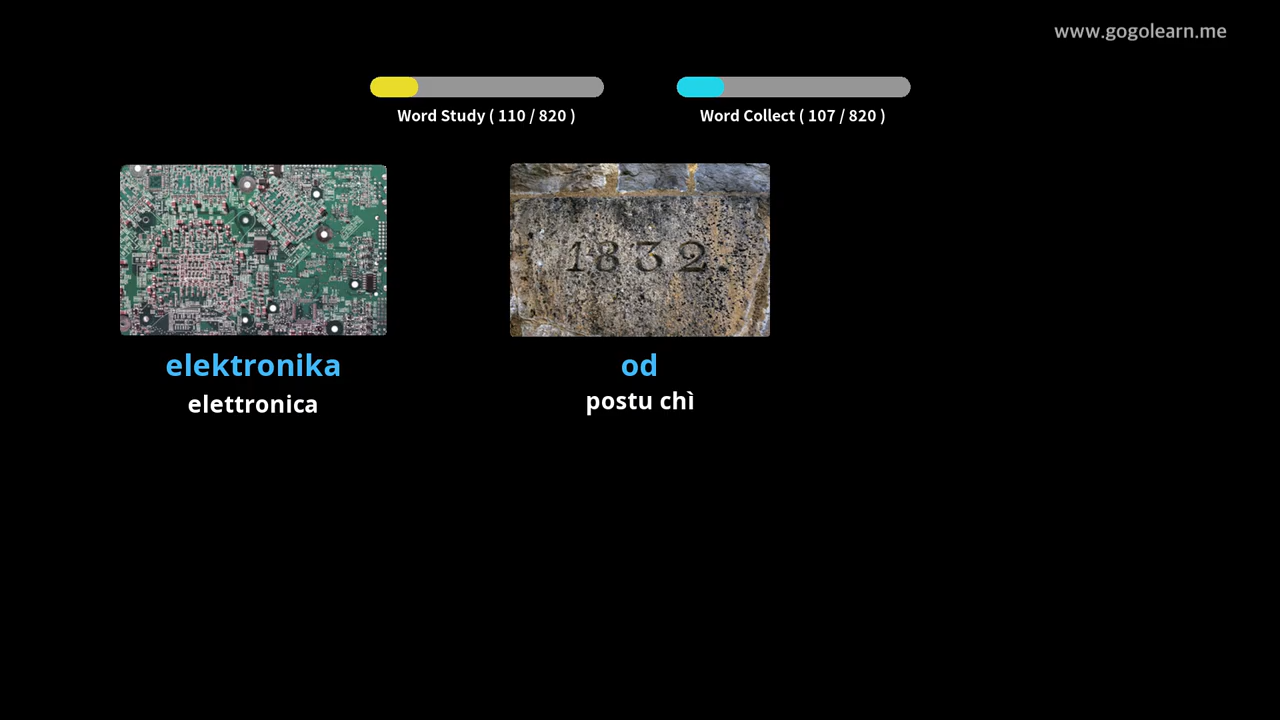 www.gogolearn.me
Word Study ( 110 / 820 )
Word Collect ( 107 / 820 )
1832.
elektronika
elettronica
od
postu chì